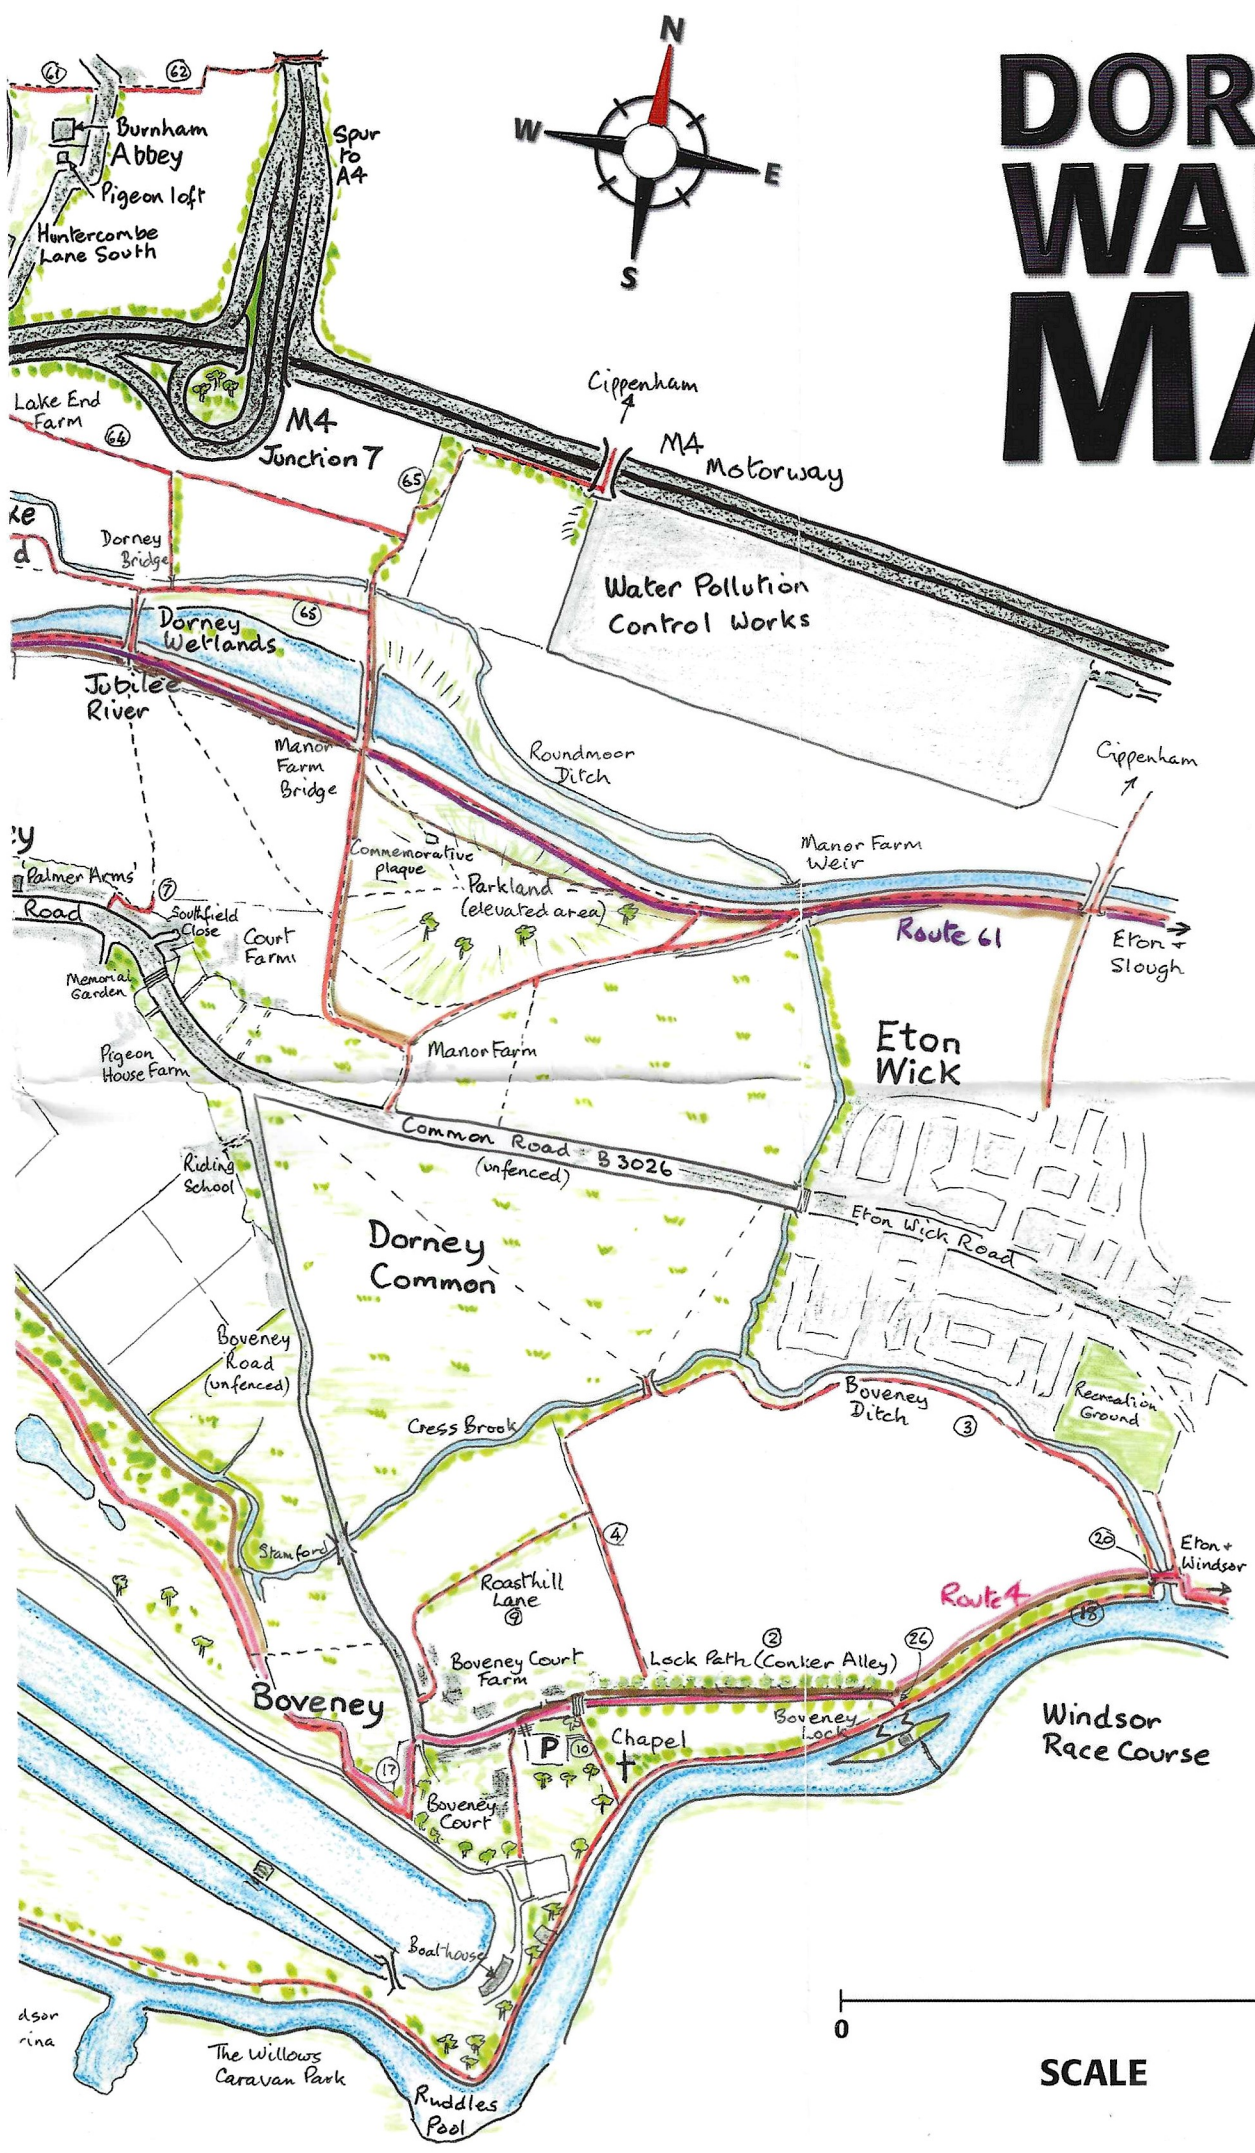 DOR
WA
MA
N
W
E
S
61
62
Burnham
Abbey
Pigeon loft
Huntercombe
Lane South
Spur
to
A4
Cippenham
Lake End
Farm
64
M4
Junction 7
M4
Motorway
65
ke
d
Dorney
Bridge
Water Pollution
Control Works
65
Dorney
Wetlands
Jubilee
River
Manor
Farm
Bridge
Roundmoor
Ditch
Cippenham
ey
Manor Farm
Weir
Commemorative
plaque
Palmer Arms
7
Road
Southfield
Close
Parkland
(elevated area)
Court
Farm
Route 61
Eton +
Slough
Memorial
Garden
Pigeon
House Farm
Manor Farm
Eton
Wick
Common Road B3026
(unfenced)
Riding
School
Dorney
Common
Eton Wick Road
Boveney
Road
(unfenced)
Cress Brook
Boveney
Ditch
3
Recreation
Ground
Stamford
4
20
Eton +
Windsor
Roasthill
Lane
9
Route 4
18
2
26
Lock Path (Conker Alley)
Boveney Court
Farm
Boveney
Boveney
Lock
Windsor
Race Course
P
10
Chapel
17
Boveney
Court
Boathouse
dsor
rina
The Willows
Caravan Park
Ruddles
Pool
0
SCALE